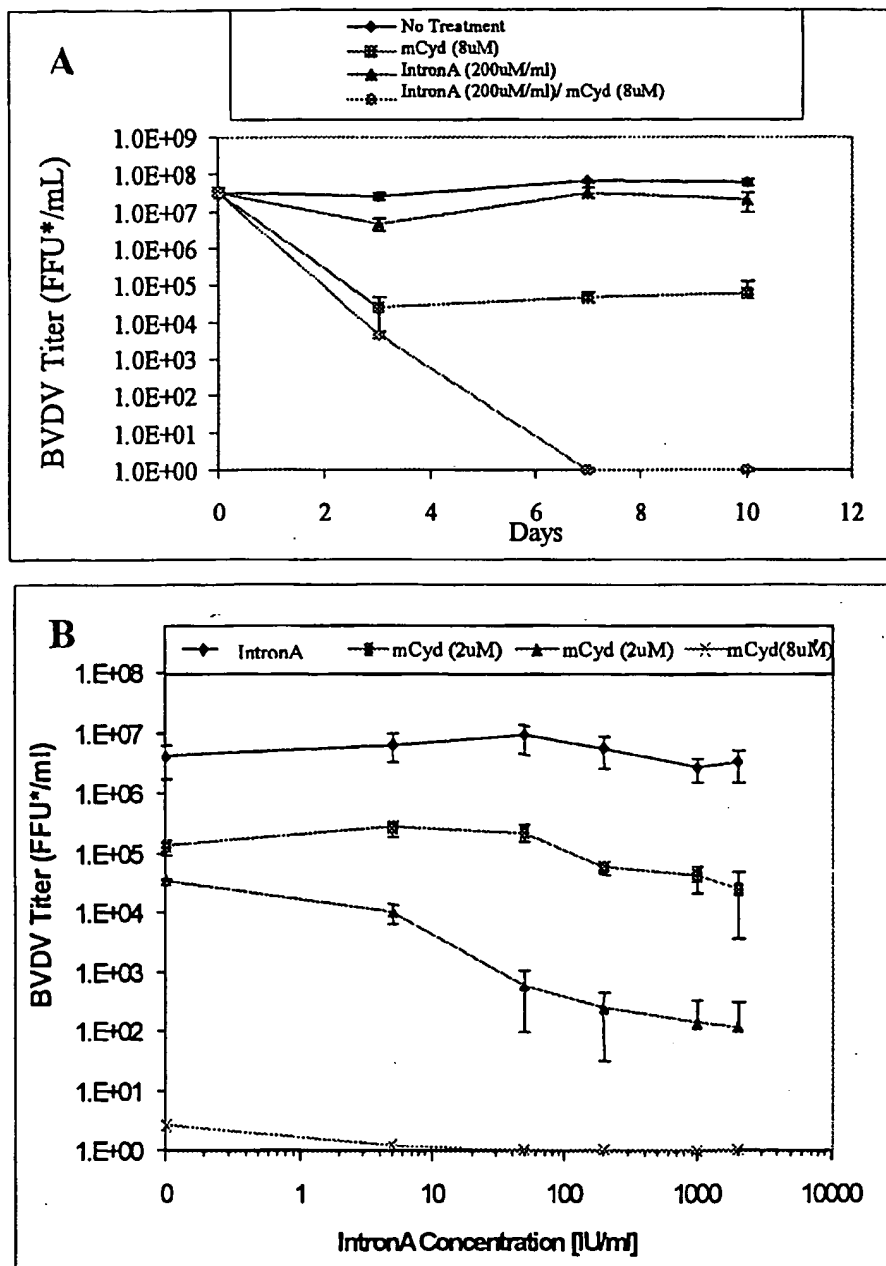 A
No Treatment
mCyd (8uM)
IntronA (200uM/ml)
IntronA (200uM/ml)/ mCyd (8uM)
BVDV Titer (FFU*/mL)
1.0E+09
1.0E+08
1.0E+07
1.0E+06
1.0E+05
1.0E+04
1.0E+03
1.0E+02
1.0E+01
1.0E+00
0 2 4 6 8 10 12
Days
B
IntronA mCyd (2uM) mCyd (2uM) mCyd(8uM)
BVDV Titer (FFU*/ml)
1.E+08
1.E+07
1.E+06
1.E+05
1.E+04
1.E+03
1.E+02
1.E+01
1.E+00
0 1 10 100 1000 10000
IntronA Concentration [IU/ml]